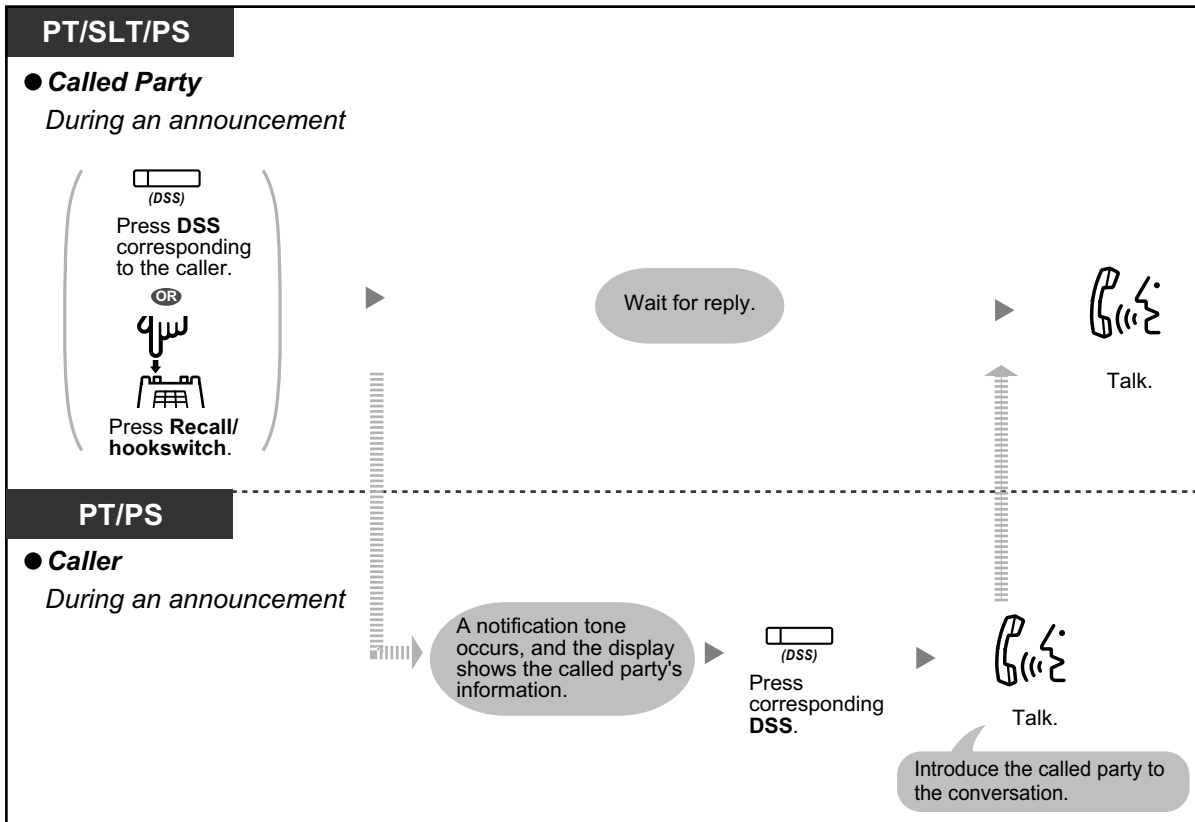 PT/SLT/PS
● Called Party
During an announcement
(DSS)
Press DSS
corresponding
to the caller.
OR
Press Recall/
hookswitch.
Wait for reply.
Talk.
PT/PS
● Caller
During an announcement
A notification tone
occurs, and the display
shows the called party's
information.
(DSS)
Press
corresponding
DSS.
Talk.
Introduce the called party to
the conversation.